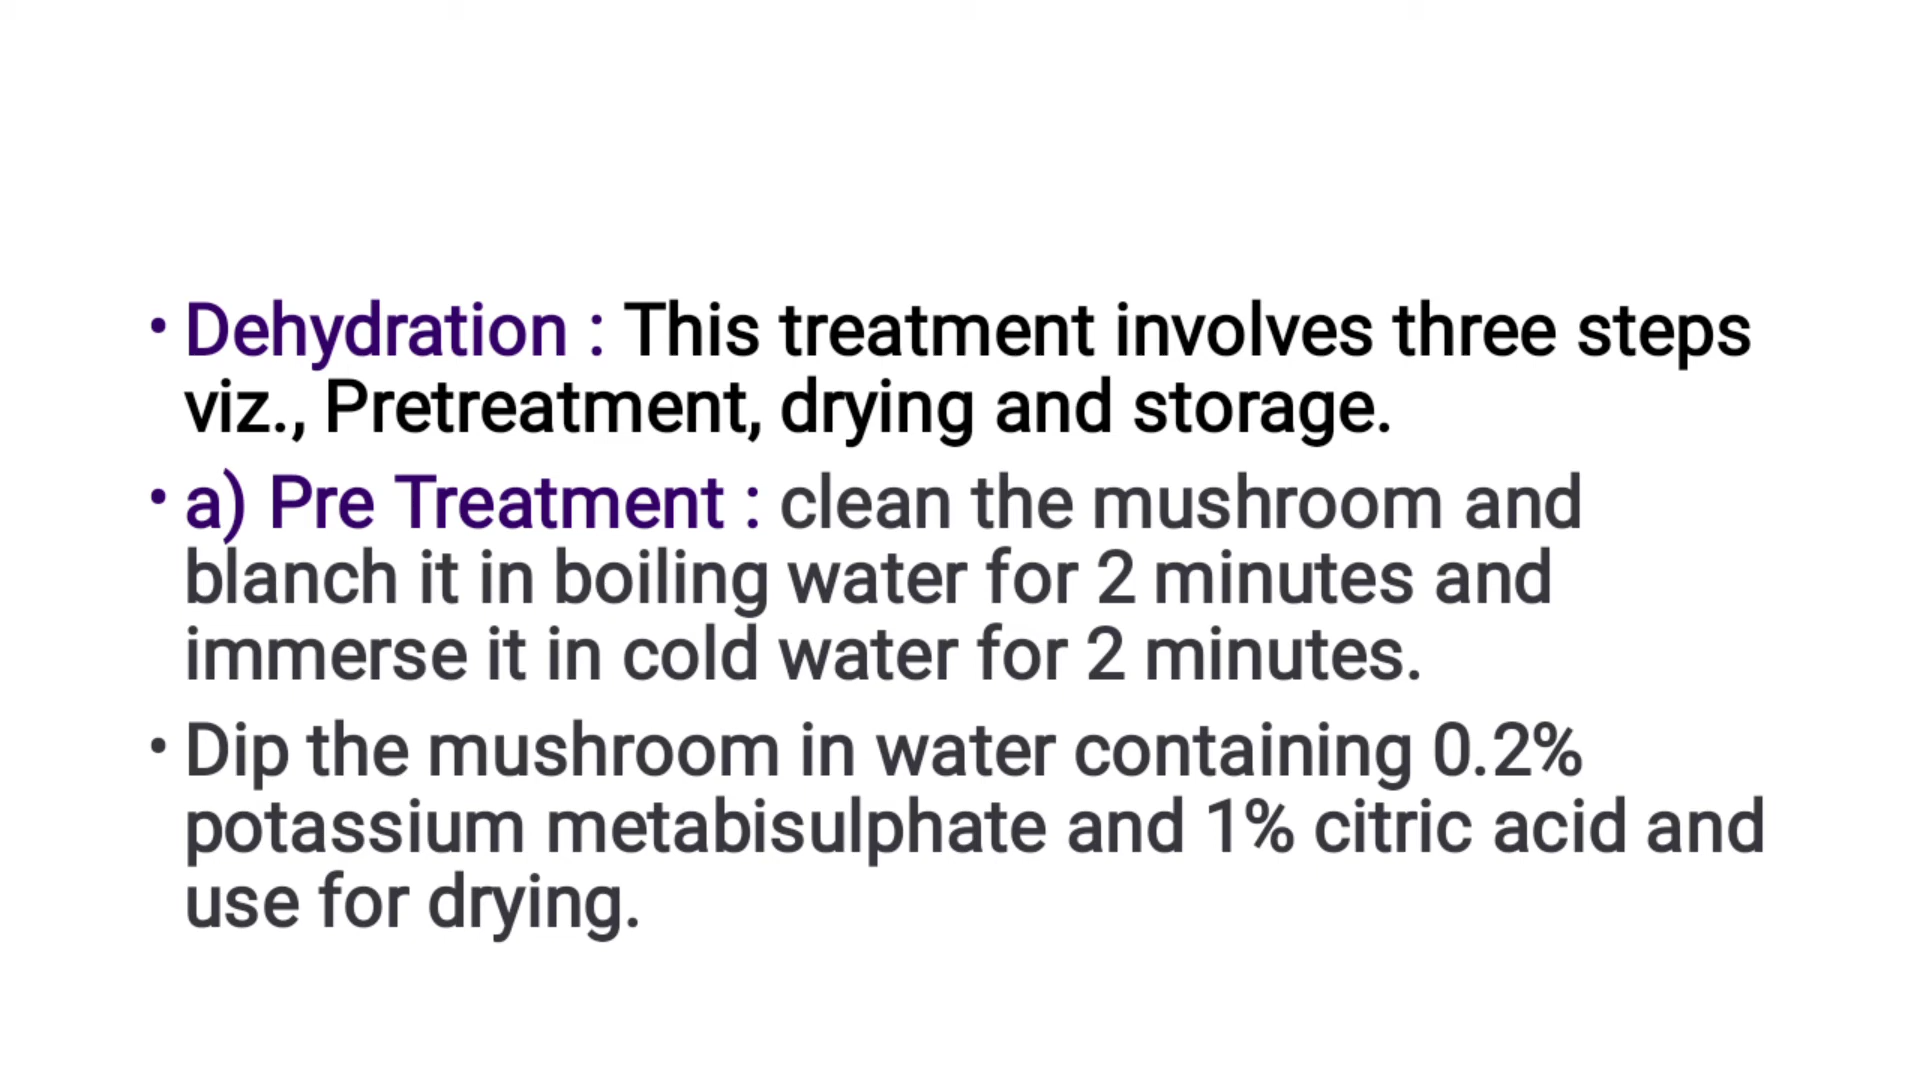 • Dehydration : This treatment involves three steps
viz., Pretreatment, drying and storage.
• a) Pre Treatment : clean the mushroom and
blanch it in boiling water for 2 minutes and
immerse it in cold water for 2 minutes.
• Dip the mushroom in water containing 0.2%
potassium metabisulphate and 1% citric acid and
use for drying.